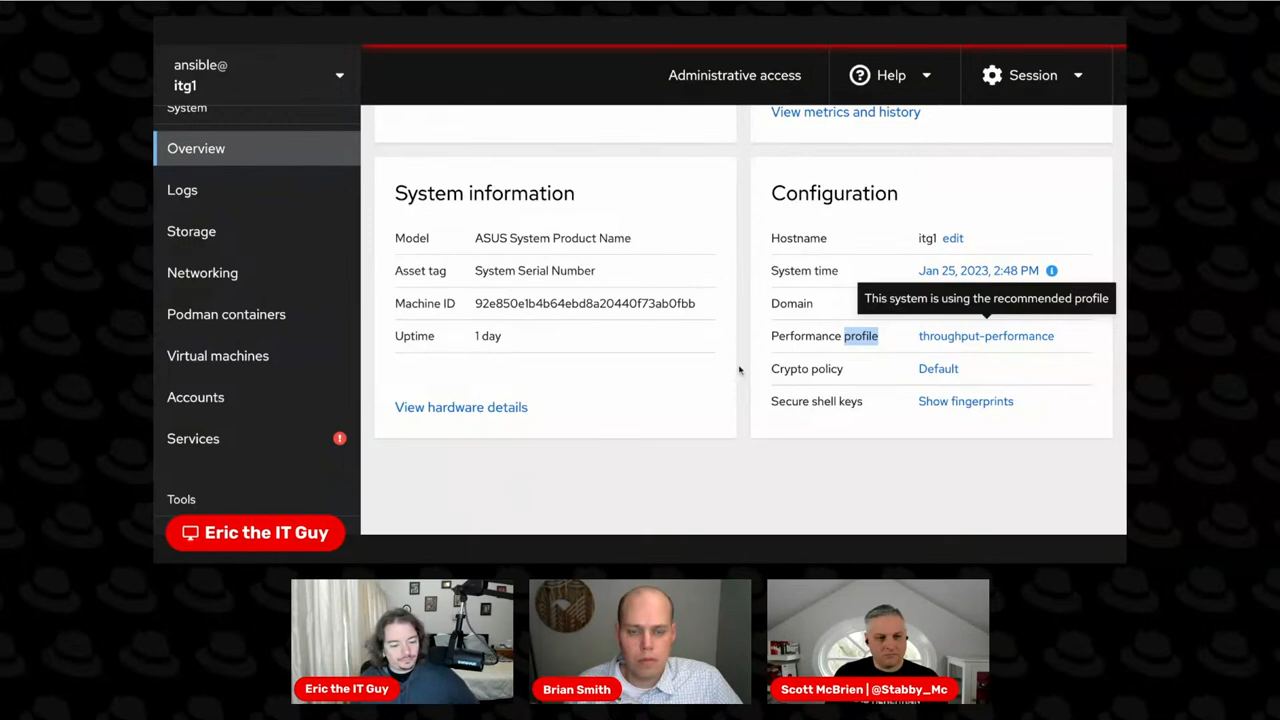 ansible@
itg1
Administrative access
Help
Session
System
Overview
Logs
Storage
Networking
Podman containers
Virtual machines
Accounts
Services
Tools
View metrics and history
System information
Model ASUS System Product Name
Asset tag System Serial Number
Machine ID 92e850e1b4b64ebd8a20440f73ab0fbb
Uptime 1 day
View hardware details
Configuration
Hostname itg1 edit
System time Jan 25, 2023, 2:48 PM
Domain
This system is using the recommended profile
Performance profile throughput-performance
Crypto policy Default
Secure shell keys Show fingerprints
Eric the IT Guy
Eric the IT Guy
Brian Smith
Scott McBrien | @Stabby_Mc